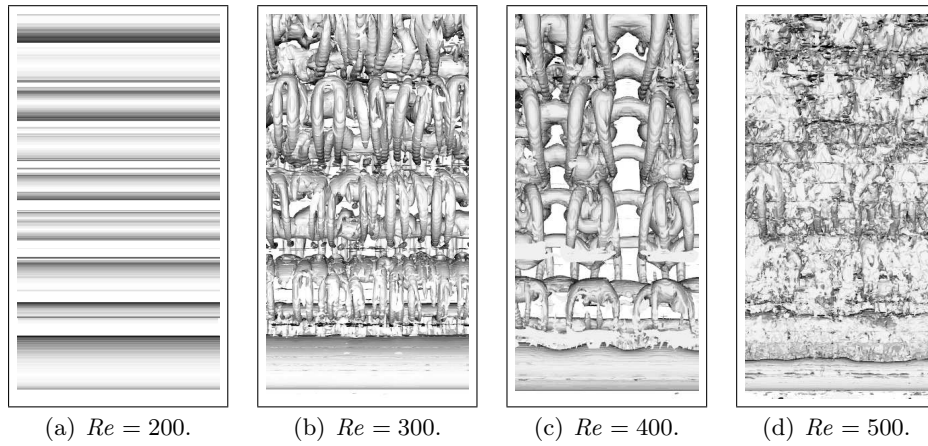 (a) Re = 200.
(b) Re = 300.
(c) Re = 400.
(d) Re = 500.